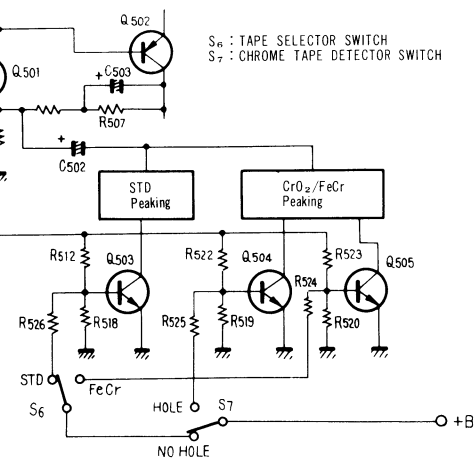 Q502
S6 : TAPE SELECTOR SWITCH
S7 : CHROME TAPE DETECTOR SWITCH
Q501
+ C503
R507
+
C502
STD
Peaking
CrO2/FeCr
Peaking
R512
Q503
R522
Q504
R523
Q505
R524
R526
R518
R525
R519
R520
STD
FeCr
S6
HOLE
S7
+B
NO HOLE